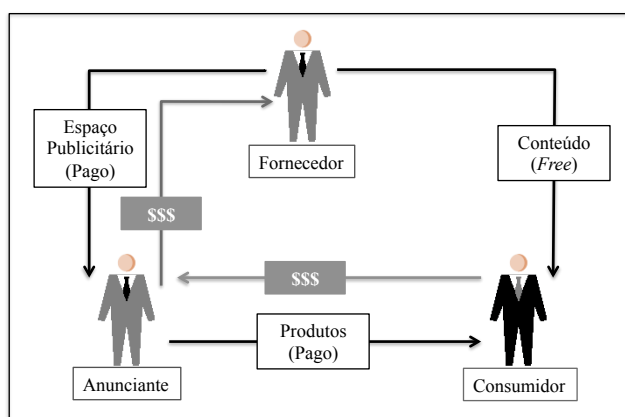 Espaço
Publicitário
(Pago)
Fornecedor
Conteúdo
(Free)
$$$
$$$
Produtos
(Pago)
Anunciante
Consumidor